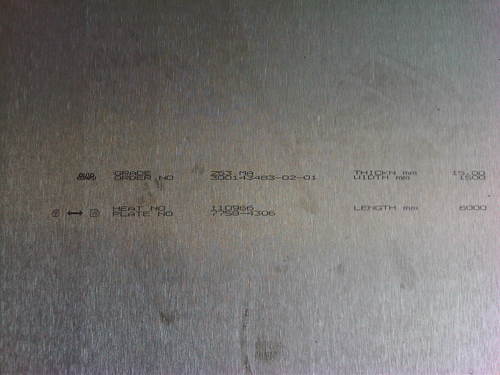 GRADE 253 MA THICKN mm 15,00
ORDER NO 300143483-02-01 WIDTH mm 1500
HEAT NO 110966 LENGTH mm 6000
PLATE NO 7758-4306